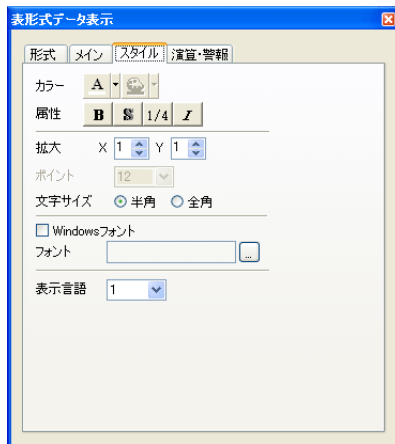 表形式データ表示
形式 メイン スタイル 演算・警報
カラー A
属性 B S 1/4 I
拡大 X 1 Y 1
ポイント 12
文字サイズ 半角 全角
Windowsフォント
フォント ...
表示言語 1